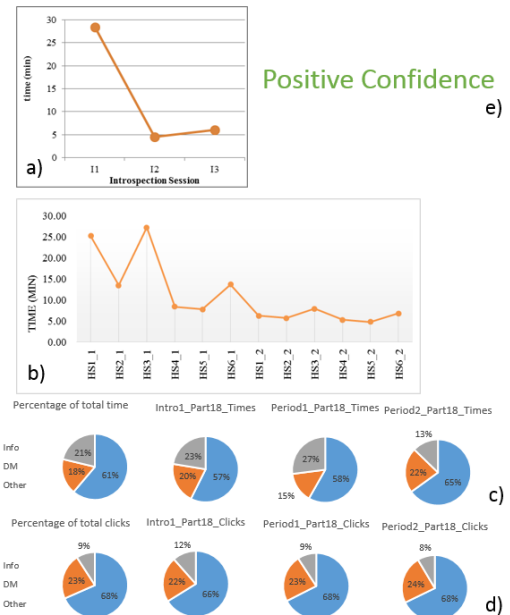 30
25
20
15
10
5
0
time (min)
I1 I2 I3
Introspection Session
a)
Positive Confidence
e)
30.00
25.00
20.00
15.00
10.00
5.00
0.00
TIME (MIN)
HS1_1 HS2_1 HS3_1 HS4_1 HS5_1 HS6_1 HS1_2 HS2_2 HS3_2 HS4_2 HS5_2 HS6_2
b)
Percentage of total time Intro1_Part18_Times Period1_Part18_Times Period2_Part18_Times
Info
DM
Other
21% 18% 61%
23% 20% 57%
27% 15% 58%
13% 22% 65%
c)
Percentage of total clicks Intro1_Part18_Clicks Period1_Part18_Clicks Period2_Part18_Clicks
Info
DM
Other
9% 23% 68%
12% 22% 66%
9% 23% 68%
8% 24% 68%
d)